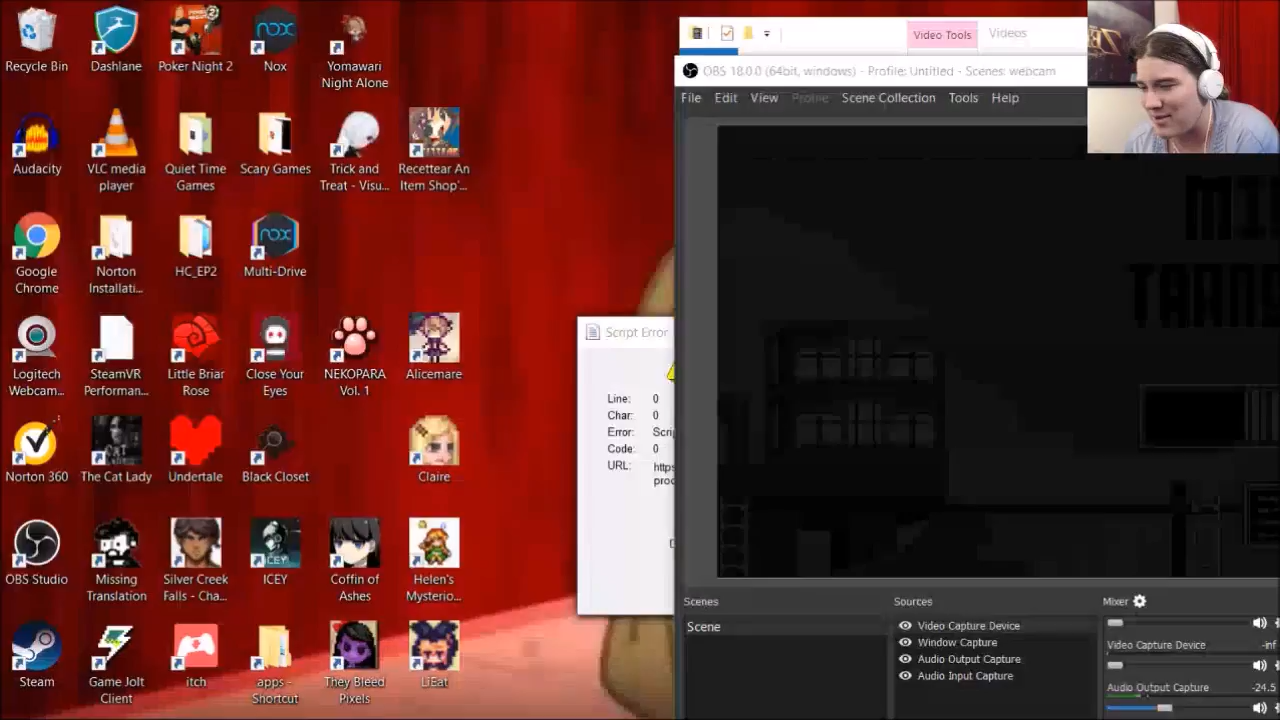 Recycle Bin
Dashlane
Poker Night 2
Nox
Yomawari
Night Alone
Audacity
VLC media
player
Quiet Time
Games
Scary Games
Trick and
Treat - Visu...
Recettear An
Item Shop'...
Google
Chrome
Norton
Installati...
HC_EP2
Multi-Drive
Logitech
Webcam...
SteamVR
Performan...
Little Briar
Rose
Close Your
Eyes
NEKOPARA
Vol. 1
Alicemare
Norton 360
The Cat Lady
Undertale
Black Closet
Claire
OBS Studio
Missing
Translation
Silver Creek
Falls - Cha...
ICEY
Coffin of
Ashes
Helen's
Mysterio...
Steam
Game Jolt
Client
itch
apps -
Shortcut
They Bleed
Pixels
LiEat
Script Error
Line: 0
Char: 0
Error: Scrip
Code: 0
URL: https
proc
Video Tools
Videos
OBS 18.0.0 (64bit, windows) - Profile: Untitled - Scenes: webcam
File Edit View Profile Scene Collection Tools Help
Scenes
Scene
Sources
Video Capture Device
Window Capture
Audio Output Capture
Audio Input Capture
Mixer
Video Capture Device -inf
Audio Output Capture -24.5